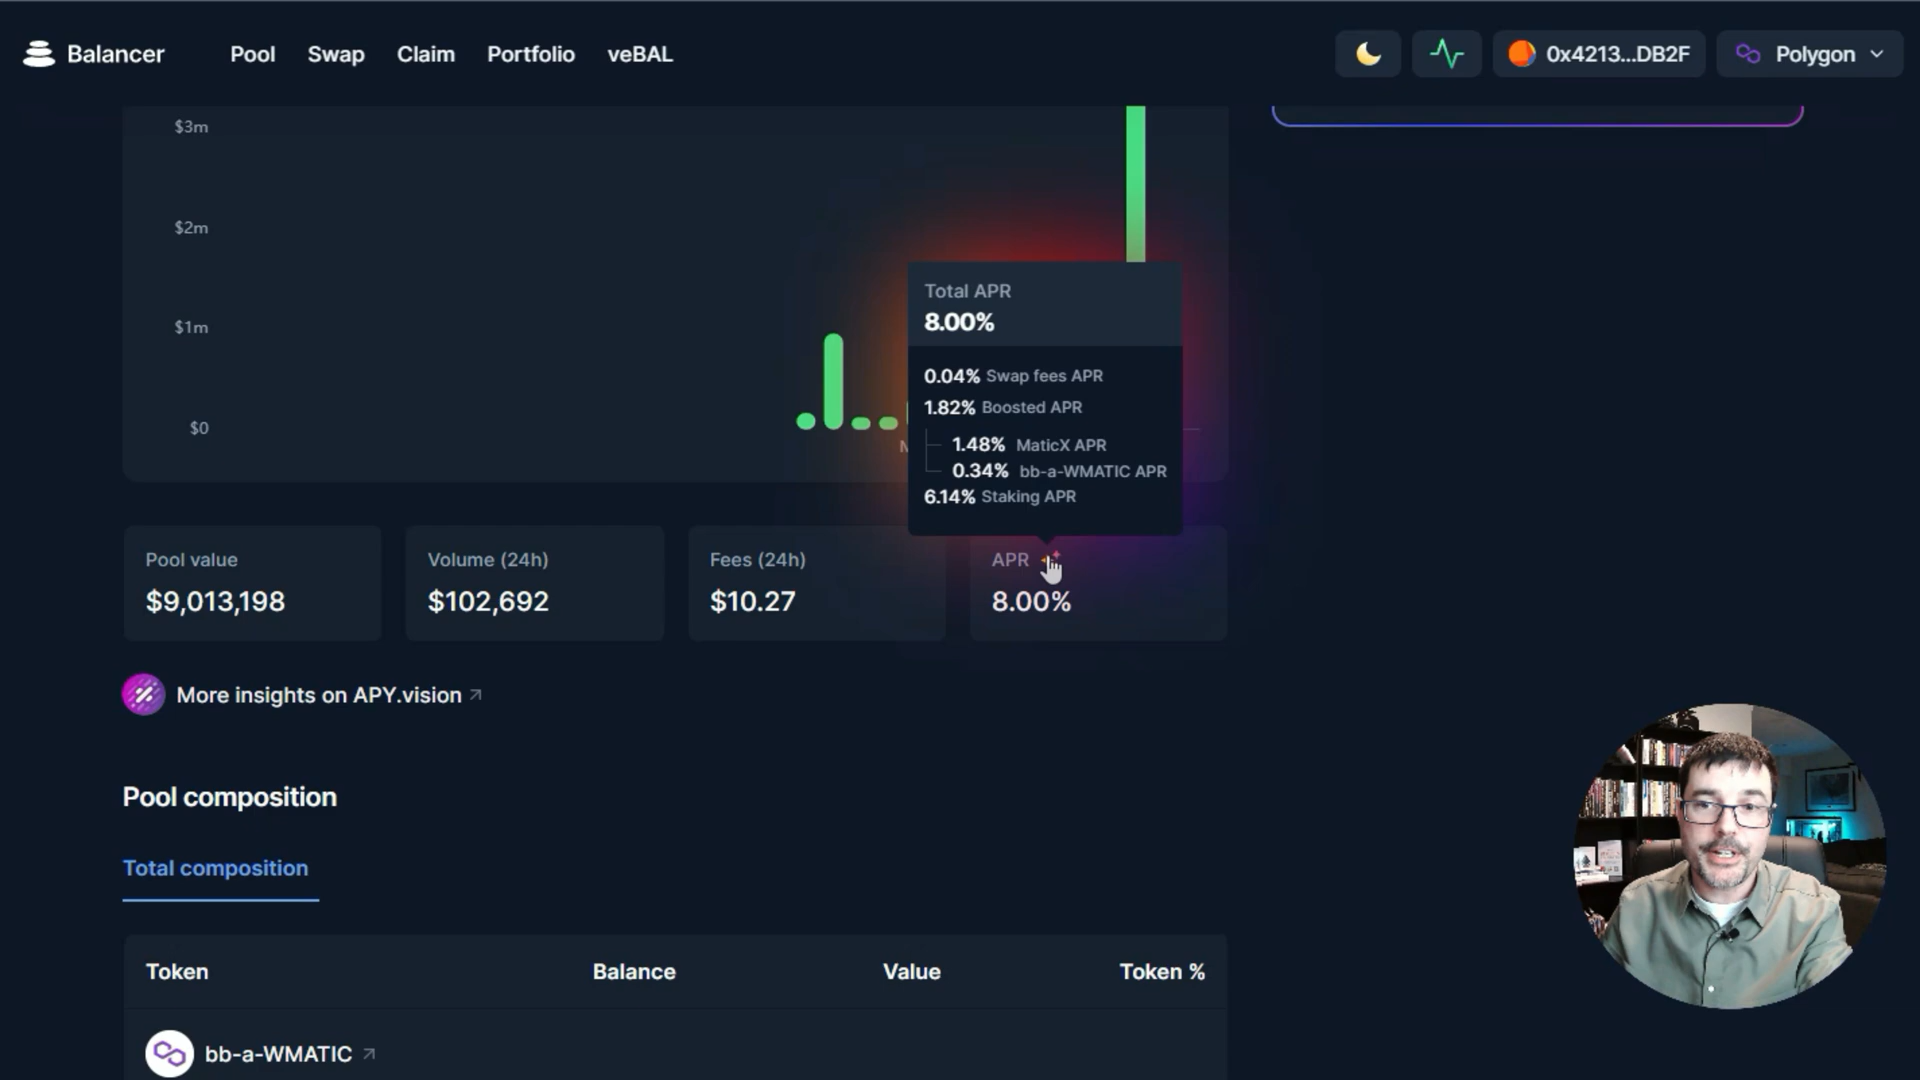 Balancer
Pool
Swap
Claim
Portfolio
veBAL
0x4213...DB2F
Polygon
$3m
$2m
$1m
$0
Total APR
8.00%
0.04% Swap fees APR
1.82% Boosted APR
1.48% MaticX APR
0.34% bb-a-WMATIC APR
6.14% Staking APR
Pool value
$9,013,198
Volume (24h)
$102,692
Fees (24h)
$10.27
APR
8.00%
More insights on APY.vision
Pool composition
Total composition
Token
Balance
Value
Token %
bb-a-WMATIC